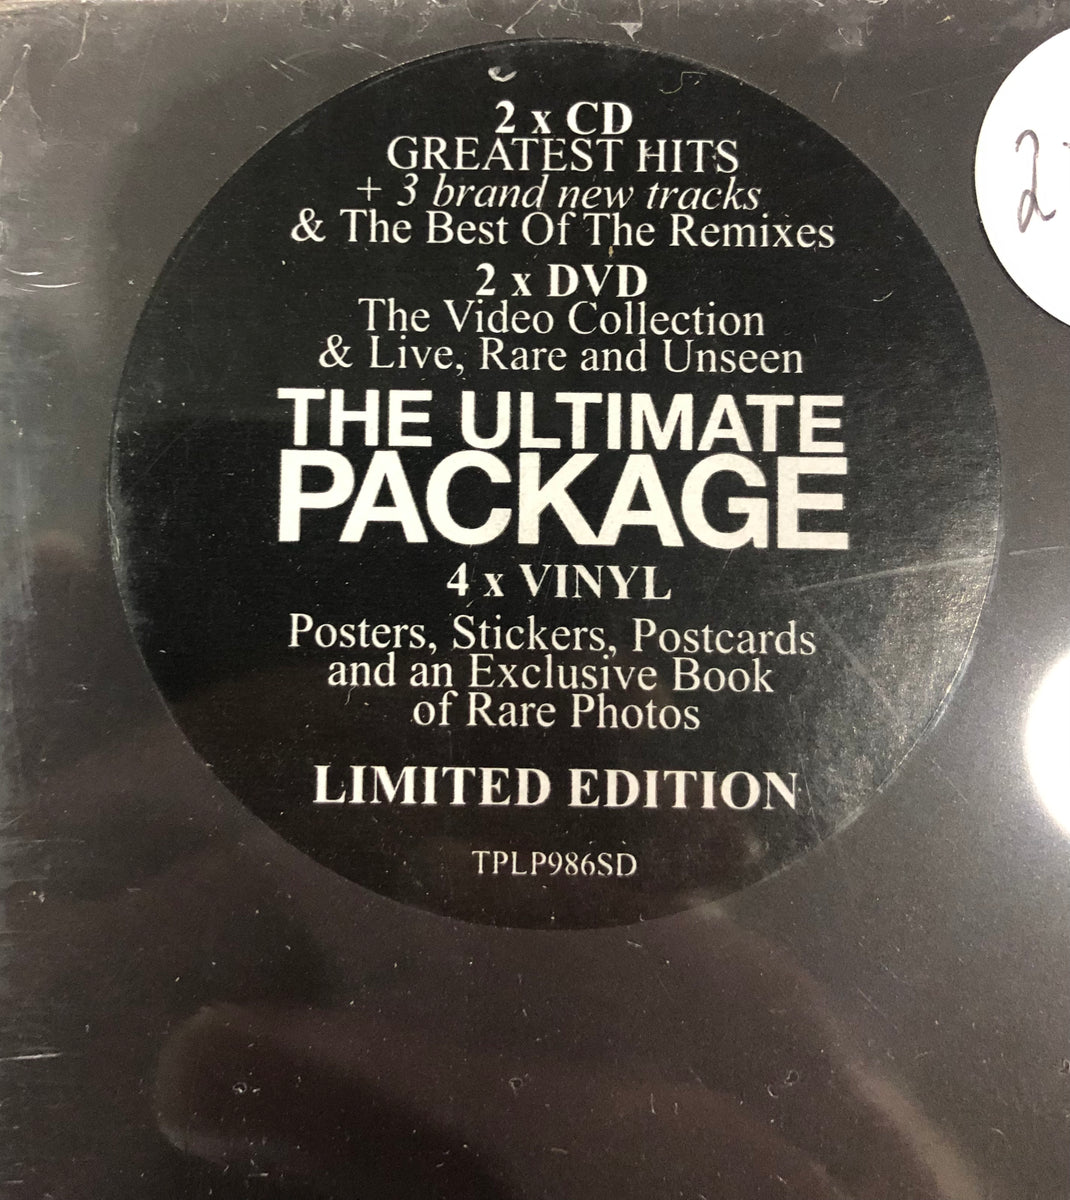 2 x CD
GREATEST HITS
+ 3 brand new tracks
& The Best Of The Remixes
2 x DVD
The Video Collection
& Live, Rare and Unseen
THE ULTIMATE
PACKAGE
4 x VINYL
Posters, Stickers, Postcards
and an Exclusive Book
of Rare Photos
LIMITED EDITION
TPLP986SD
2